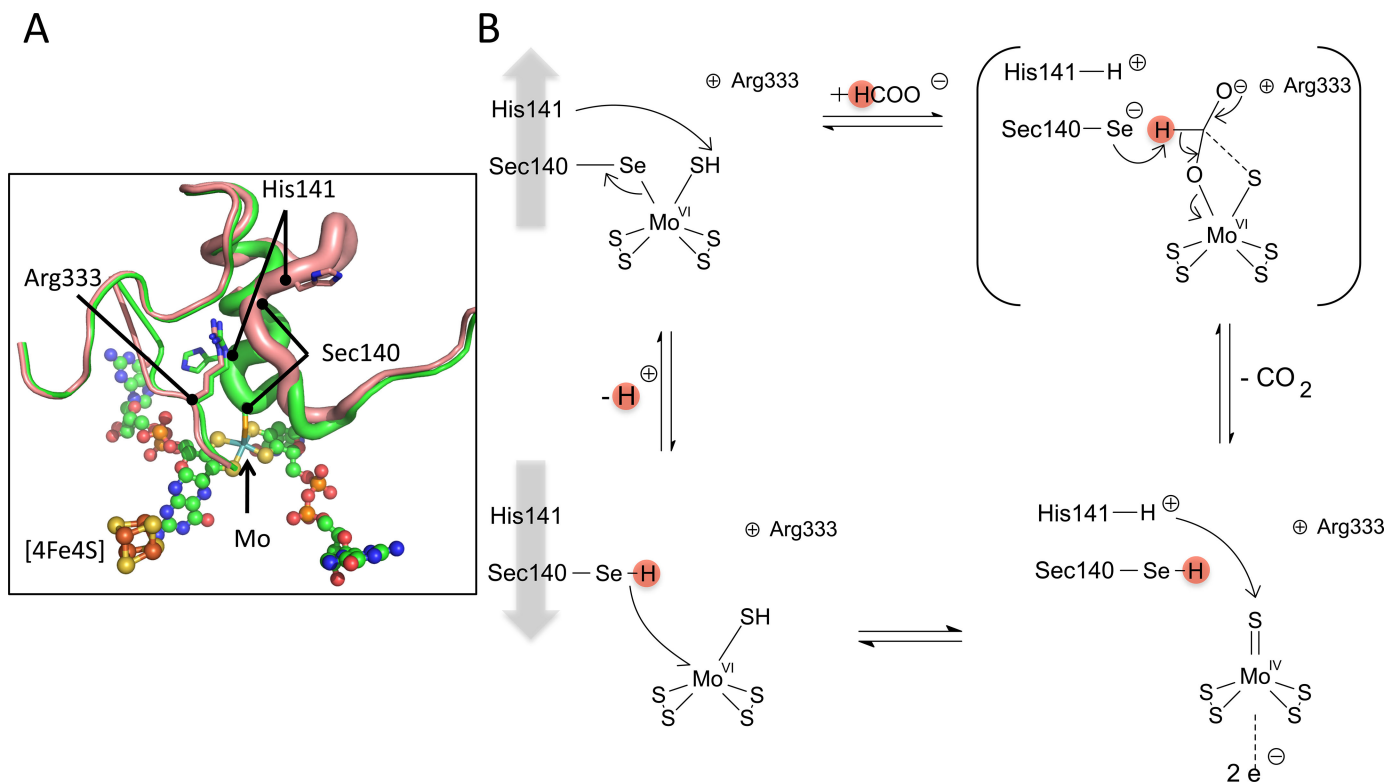 A
His141
Arg333
Sec140
[4Fe4S]
Mo
B
⊕ Arg333
His141
Sec140 — Se SH
Mo VI
S S
S S
+ HCOO ⊖
His141 — H ⊕
O ⊖ ⊕ Arg333
Sec140 — Se ⊖ H
O S
Mo VI
S S
S S
- H ⊕
- CO 2
His141
⊕ Arg333
Sec140 — Se - H
SH
Mo VI
S S
S S
His141 — H ⊕
⊕ Arg333
Sec140 — Se - H
S
Mo IV
S S
S S
2 e ⊖